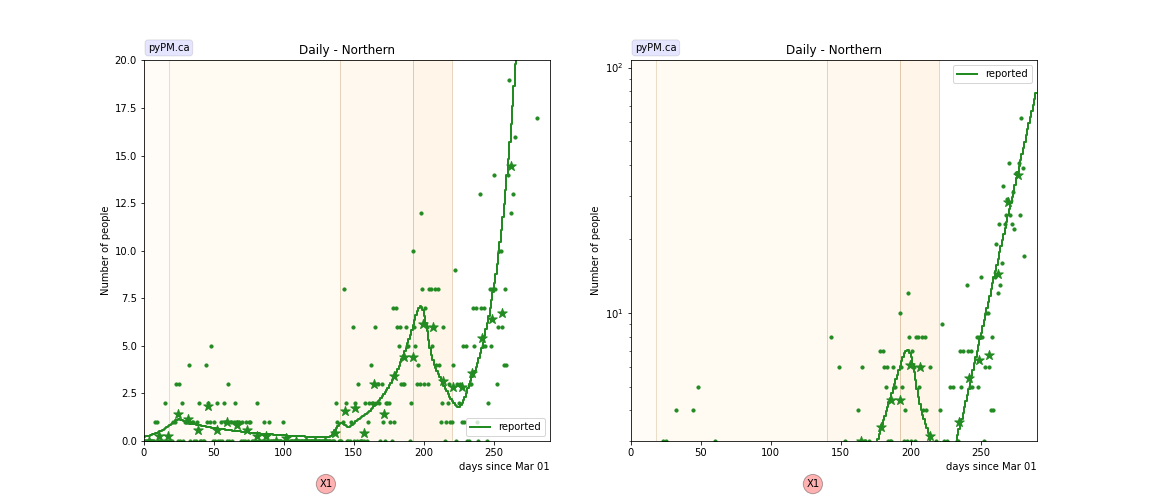 pyPM.ca
Daily - Northern
20.0
17.5
15.0
12.5
10.0
7.5
5.0
2.5
0.0
Number of people
0
50
100
150
200
250
days since Mar 01
reported
X1
pyPM.ca
Daily - Northern
10²
10¹
Number of people
0
50
100
150
200
250
days since Mar 01
reported
X1